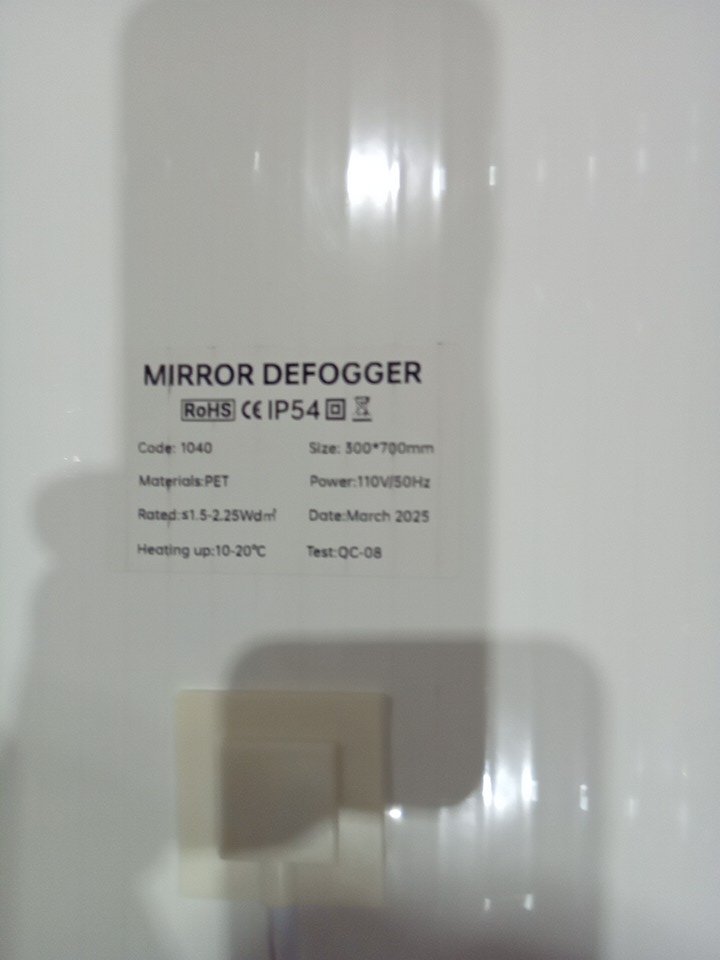 MIRROR DEFOGGER
RoHS CE IP54
Code: 1040 Size: 300*700mm
Materials:PET Power:110V/50Hz
Rated:≤1.5-2.25Wd㎡ Date:March 2025
Heating up:10-20℃ Test:QC-08